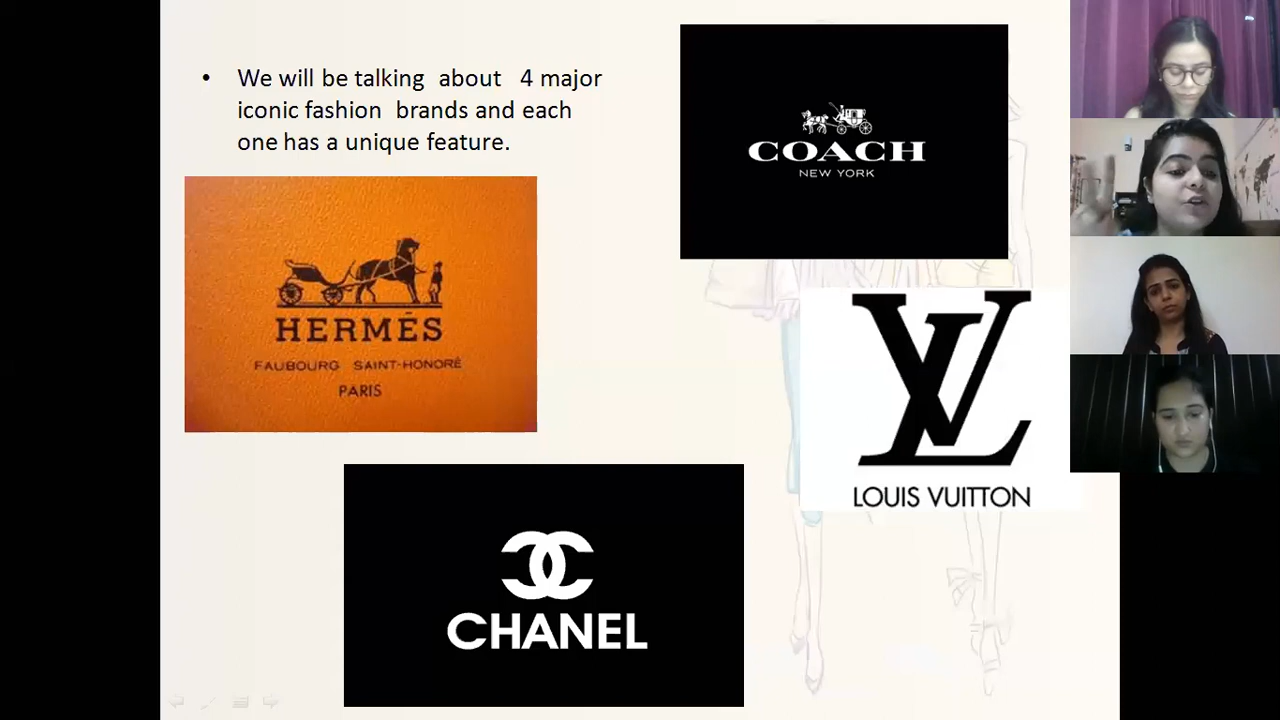 • We will be talking about 4 major
iconic fashion brands and each
one has a unique feature.
COACH
NEW YORK
HERMÈS
FAUBOURG SAINT-HONORÉ
PARIS
LV
LOUIS VUITTON
CHANEL